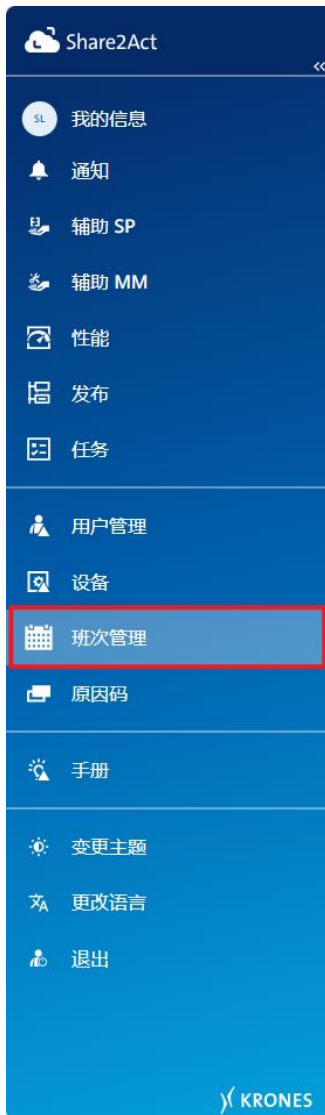 Share2Act
«
SL 我的信息
通知
辅助 SP
辅助 MM
性能
发布
任务
用户管理
设备
班次管理
原因码
手册
变更主题
更改语言
退出
KRONES